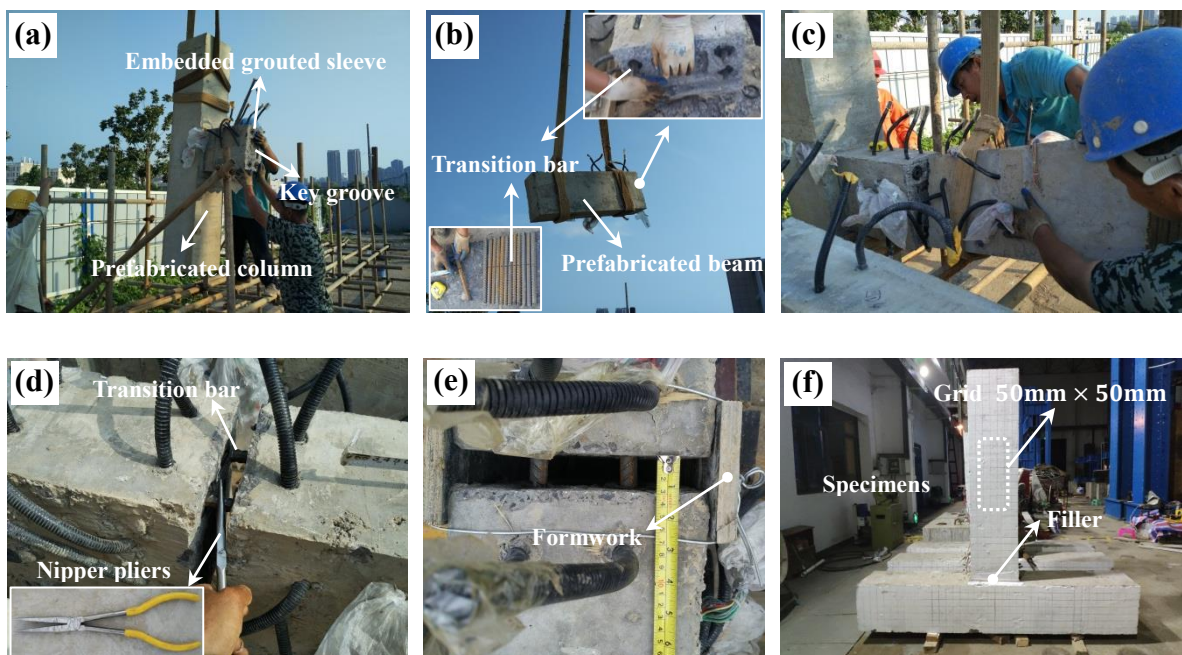 (a)
Embedded grouted sleeve
Key groove
Prefabricated column
(b)
Transition bar
Prefabricated beam
(c)
(d)
Transition bar
Nipper pliers
(e)
Formwork
(f)
Grid 50mm × 50mm
Specimens
Filler